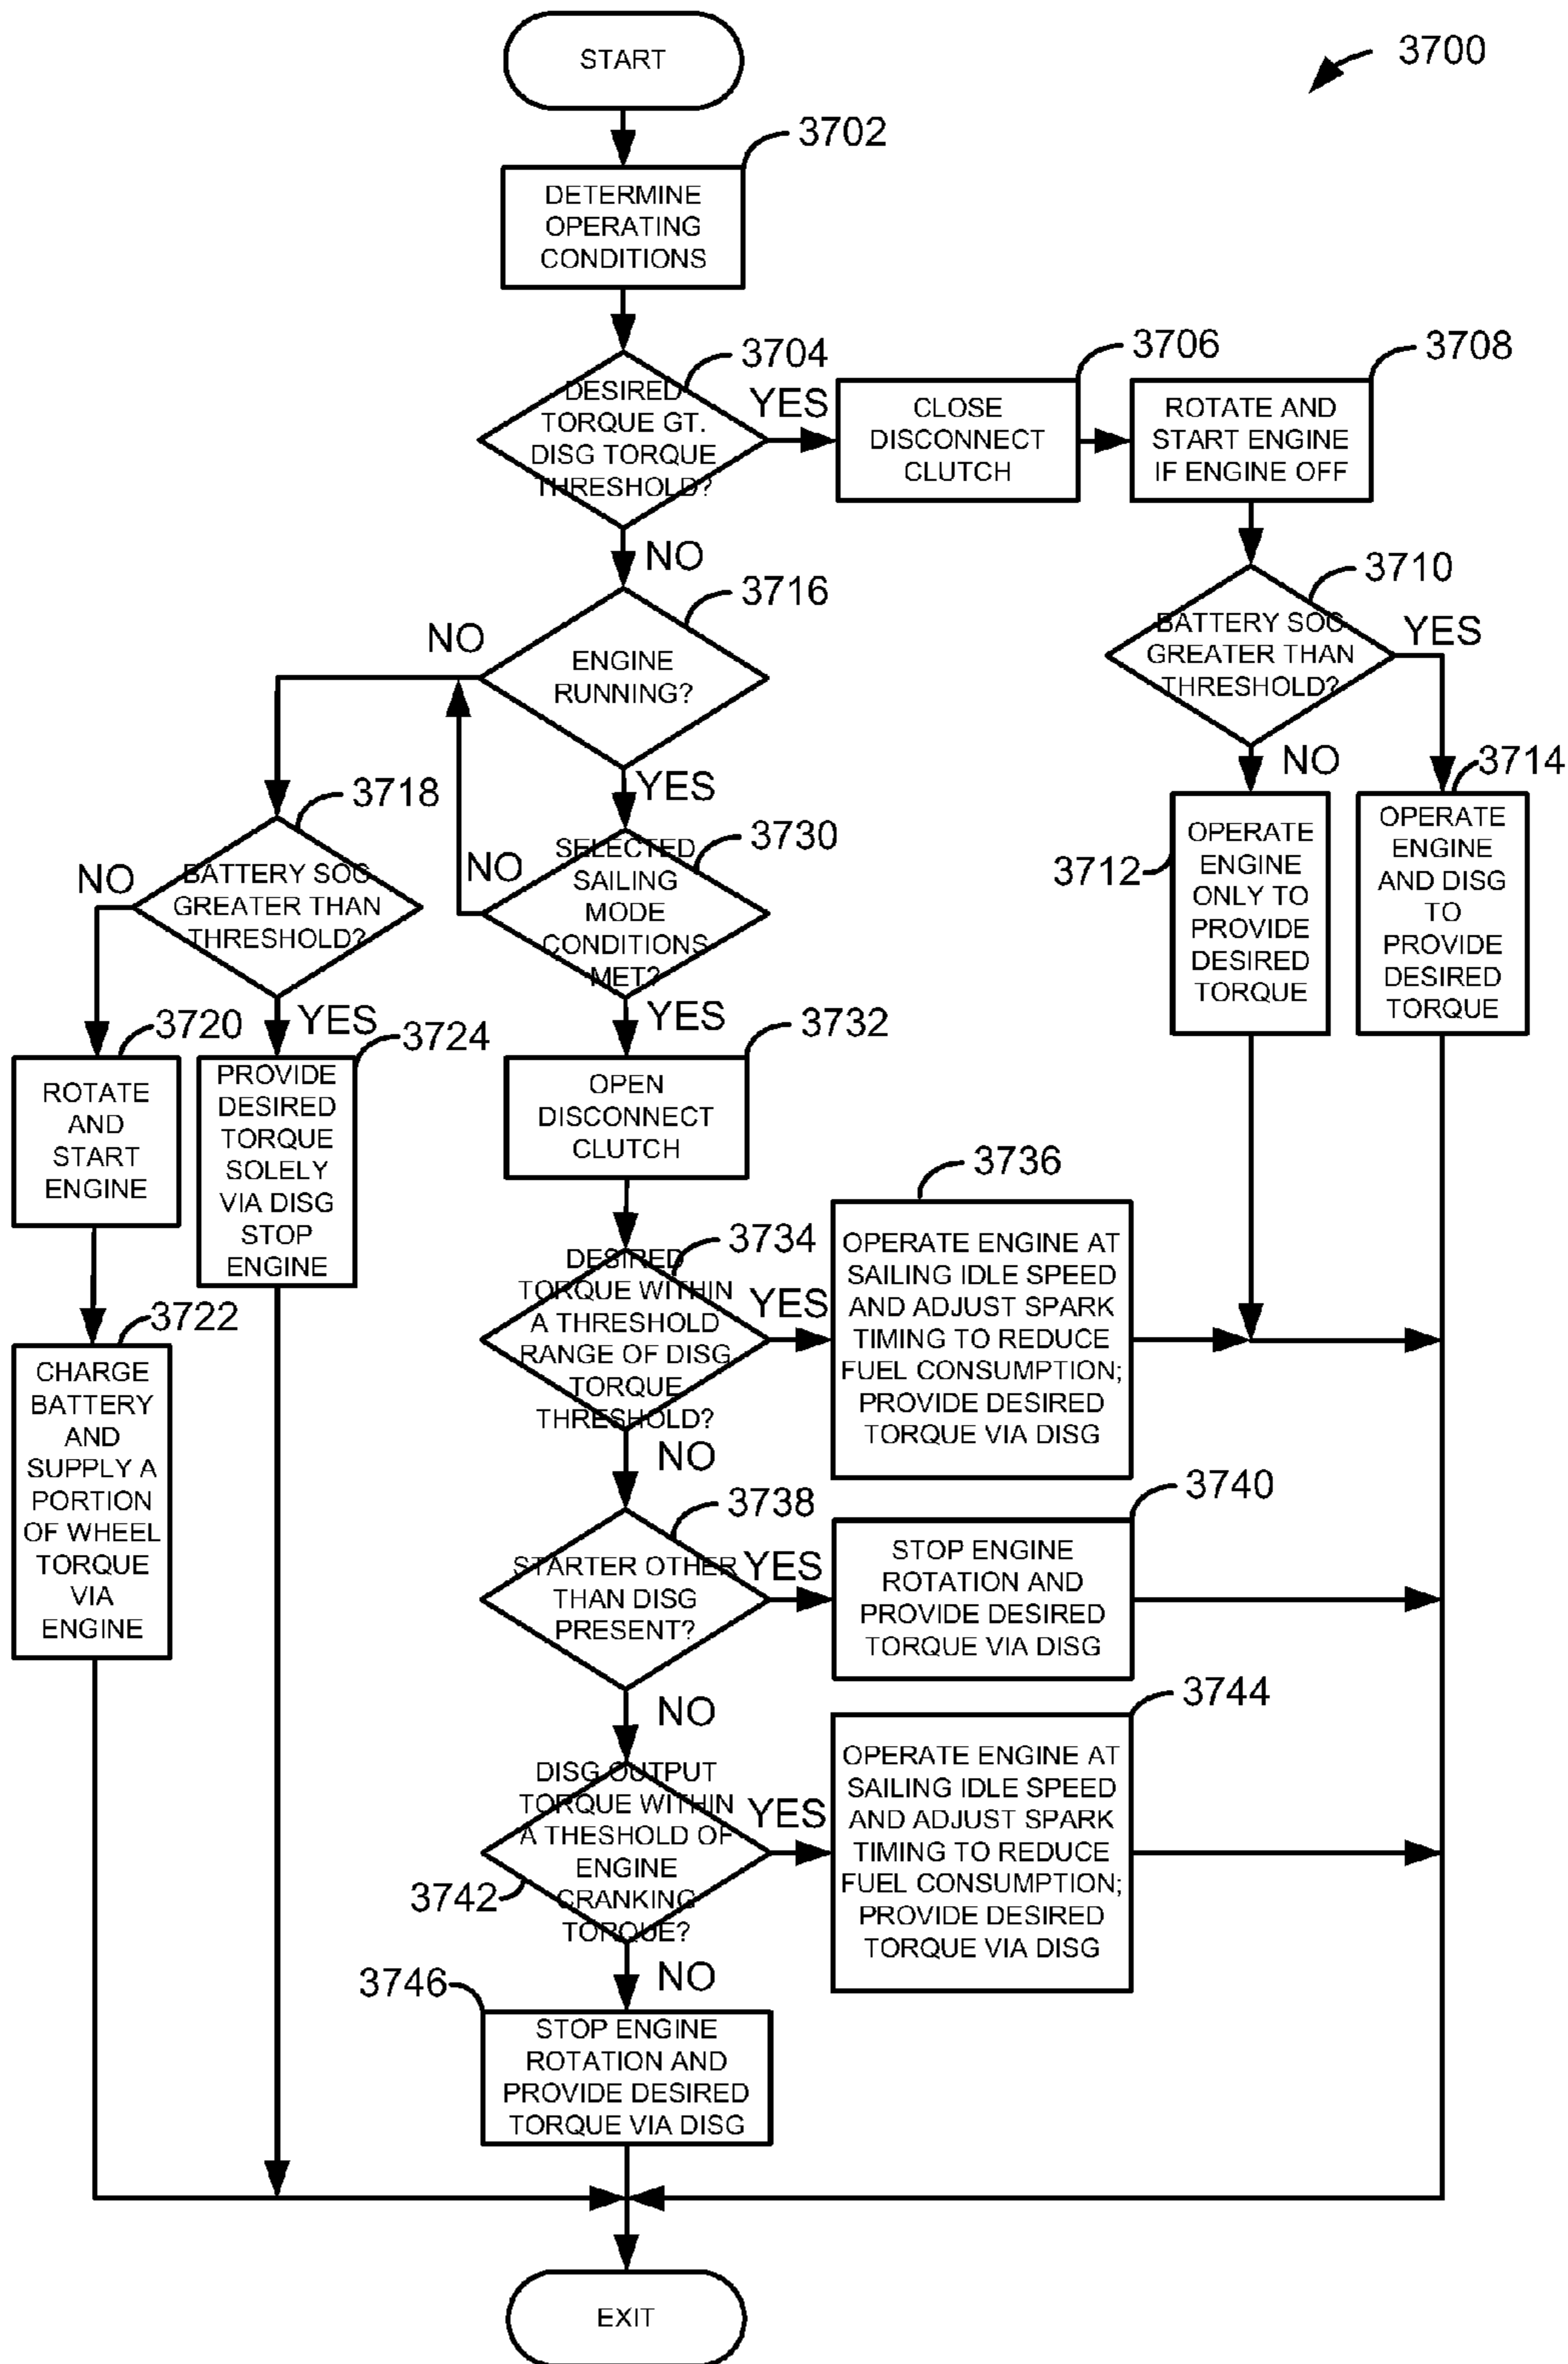 START
3700
3702
DETERMINE
OPERATING
CONDITIONS
3704
DESIRED
TORQUE GT.
DISG TORQUE
THRESHOLD?
YES
3706
CLOSE
DISCONNECT
CLUTCH
3708
ROTATE AND
START ENGINE
IF ENGINE OFF
NO
3710
BATTERY SOC
GREATER THAN
THRESHOLD?
YES
NO
3716
ENGINE
RUNNING?
NO
YES
3712
OPERATE
ENGINE
ONLY TO
PROVIDE
DESIRED
TORQUE
3714
OPERATE
ENGINE
AND DISG
TO
PROVIDE
DESIRED
TORQUE
3718
BATTERY SOC
GREATER THAN
THRESHOLD?
NO
YES
3730
SELECTED
SAILING
MODE
CONDITIONS
MET?
NO
YES
3720
ROTATE
AND
START
ENGINE
3724
PROVIDE
DESIRED
TORQUE
SOLELY
VIA DISG
STOP
ENGINE
3732
OPEN
DISCONNECT
CLUTCH
3722
CHARGE
BATTERY
AND
SUPPLY A
PORTION
OF WHEEL
TORQUE
VIA
ENGINE
3734
DESIRED
TORQUE WITHIN
A THRESHOLD
RANGE OF DISG
TORQUE
THRESHOLD?
YES
3736
OPERATE ENGINE AT
SAILING IDLE SPEED
AND ADJUST SPARK
TIMING TO REDUCE
FUEL CONSUMPTION;
PROVIDE DESIRED
TORQUE VIA DISG
NO
3738
STARTER OTHER
THAN DISG
PRESENT?
YES
3740
STOP ENGINE
ROTATION AND
PROVIDE DESIRED
TORQUE VIA DISG
NO
3742
DISG OUTPUT
TORQUE WITHIN
A THESHOLD OF
ENGINE
CRANKING
TORQUE?
YES
3744
OPERATE ENGINE AT
SAILING IDLE SPEED
AND ADJUST SPARK
TIMING TO REDUCE
FUEL CONSUMPTION;
PROVIDE DESIRED
TORQUE VIA DISG
NO
3746
STOP ENGINE
ROTATION AND
PROVIDE DESIRED
TORQUE VIA DISG
EXIT